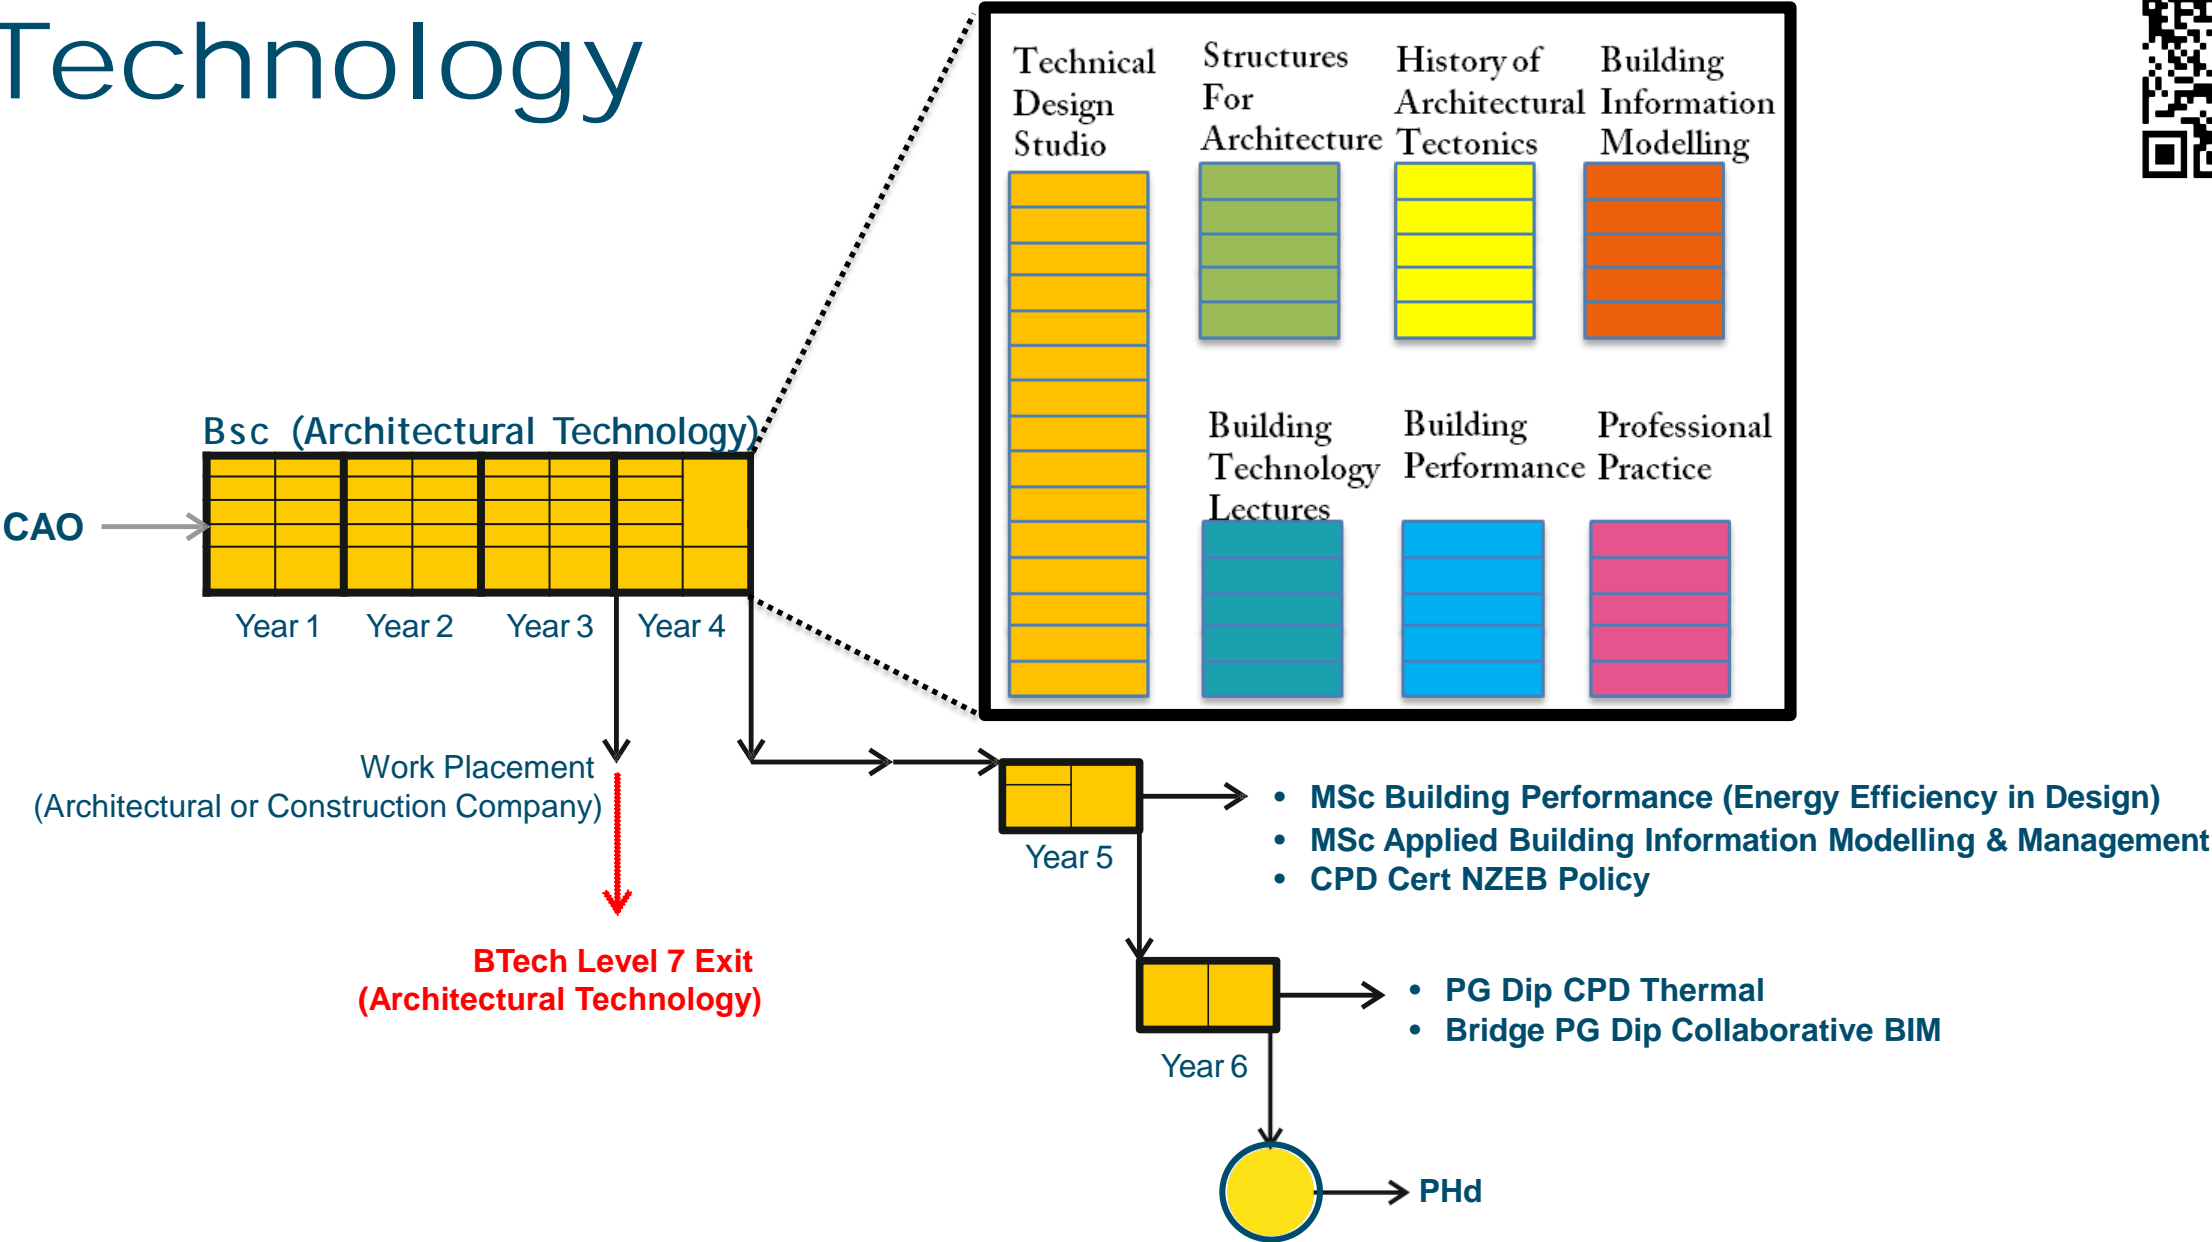 Technology
Technical
Design
Studio
Structures
For
Architecture
History of
Architectural
Tectonics
Building
Information
Modelling
Building
Technology
Lectures
Building
Performance
Professional
Practice
Bsc (Architectural Technology)
CAO
Year 1
Year 2
Year 3
Year 4
Work Placement
(Architectural or Construction Company)
BTech Level 7 Exit
(Architectural Technology)
Year 5
• MSc Building Performance (Energy Efficiency in Design)
• MSc Applied Building Information Modelling & Management
• CPD Cert NZEB Policy
Year 6
• PG Dip CPD Thermal
• Bridge PG Dip Collaborative BIM
PHd